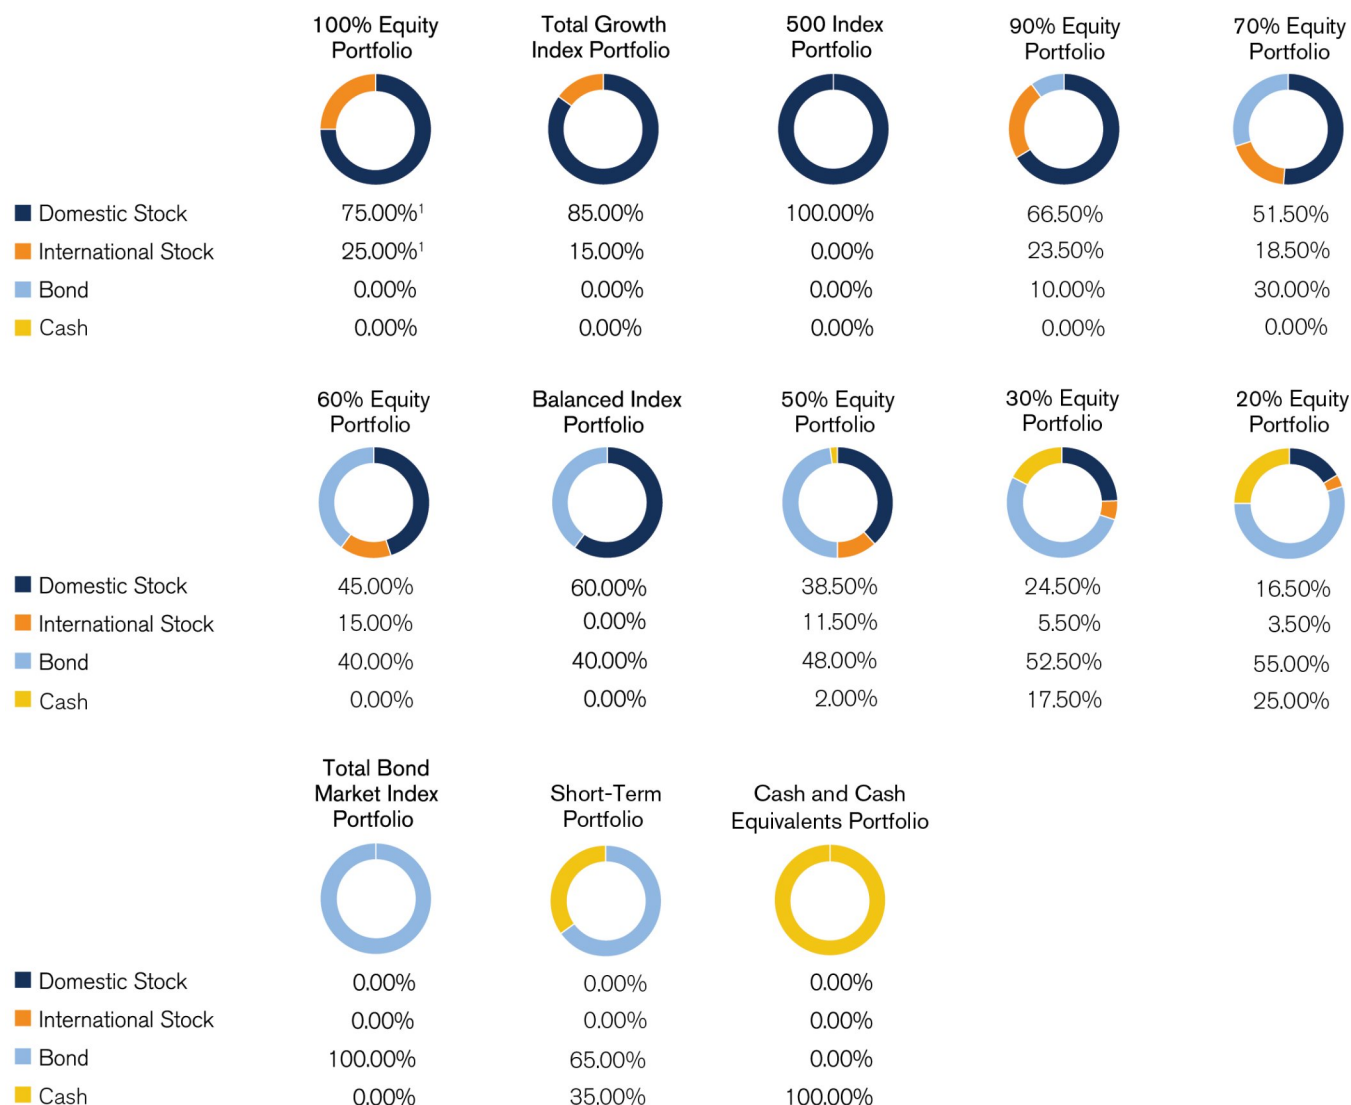 100% Equity Portfolio
Total Growth Index Portfolio
500 Index Portfolio
90% Equity Portfolio
70% Equity Portfolio
Domestic Stock 75.00%¹ 85.00% 100.00% 66.50% 51.50%
International Stock 25.00%¹ 15.00% 0.00% 23.50% 18.50%
Bond 0.00% 0.00% 0.00% 10.00% 30.00%
Cash 0.00% 0.00% 0.00% 0.00% 0.00%
60% Equity Portfolio
Balanced Index Portfolio
50% Equity Portfolio
30% Equity Portfolio
20% Equity Portfolio
Domestic Stock 45.00% 60.00% 38.50% 24.50% 16.50%
International Stock 15.00% 0.00% 11.50% 5.50% 3.50%
Bond 40.00% 40.00% 48.00% 52.50% 55.00%
Cash 0.00% 0.00% 2.00% 17.50% 25.00%
Total Bond Market Index Portfolio
Short-Term Portfolio
Cash and Cash Equivalents Portfolio
Domestic Stock 0.00% 0.00% 0.00%
International Stock 0.00% 0.00% 0.00%
Bond 100.00% 65.00% 0.00%
Cash 0.00% 35.00% 100.00%